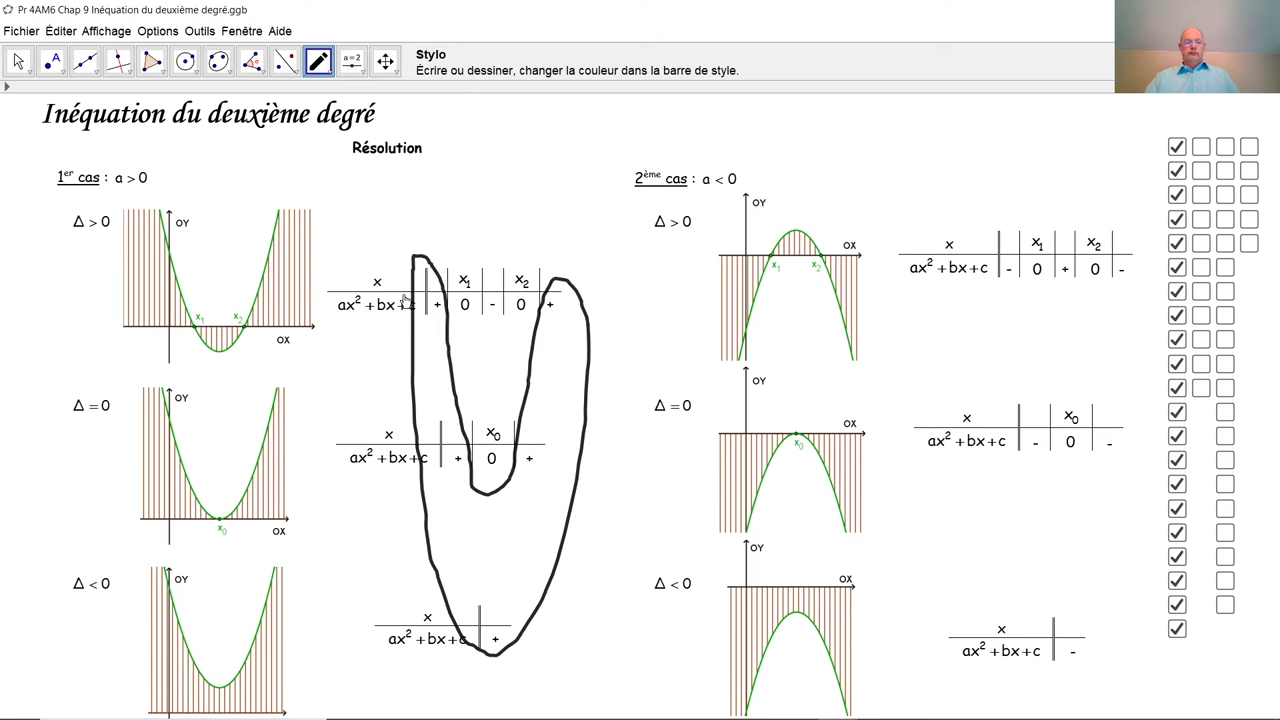 Pr 4AM6 Chap 9 Inéquation du deuxième degré.ggb
Fichier Éditer Affichage Options Outils Fenêtre Aide
A
α
a=2
Stylo
Écrire ou dessiner, changer la couleur dans la barre de style.
Inéquation du deuxième degré
Résolution
1er cas : a > 0
Δ > 0
OY
x1 x2
OX
x x1 x2
ax² + bx + c + 0 - 0 +
Δ = 0
OY
x0
OX
x x0
ax² + bx + c + 0 +
Δ < 0
OY
x
ax² + bx + c +
2ème cas : a < 0
Δ > 0
OY
OX
x1 x2
x x1 x2
ax² + bx + c - 0 + 0 -
Δ = 0
OY
OX
x0
x x0
ax² + bx + c - 0 -
Δ < 0
OY
OX
x
ax² + bx + c -